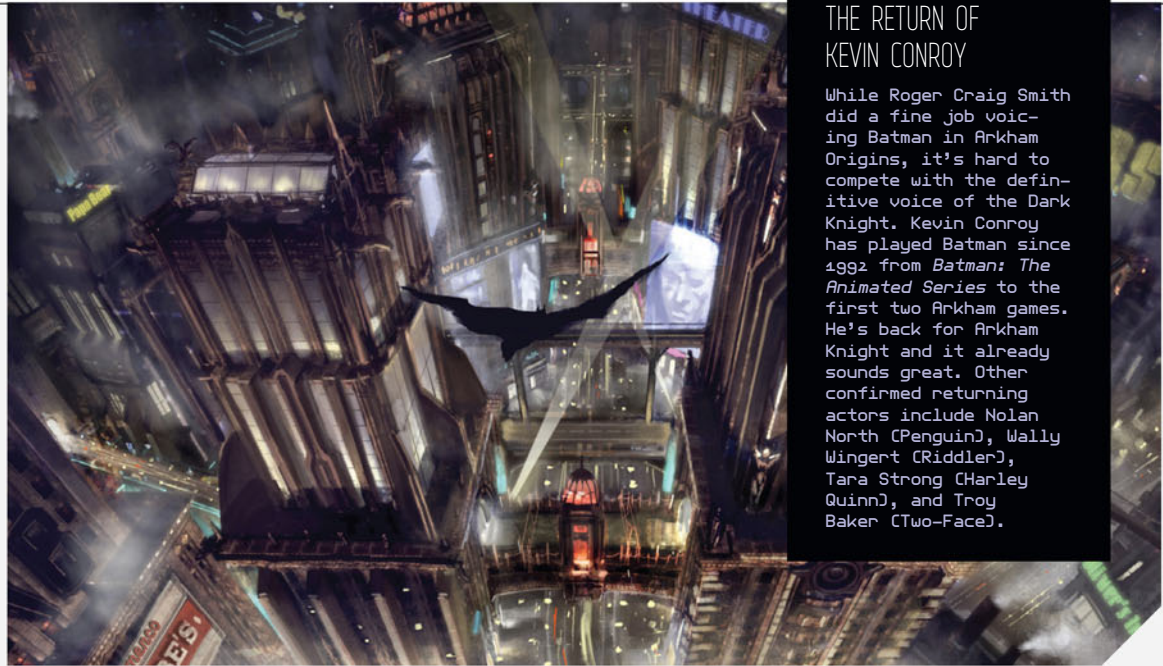 THEATER
THE RETURN OF
KEVIN CONROY
While Roger Craig Smith
did a fine job voic-
ing Batman in Arkham
Origins, it's hard to
compete with the defin-
itive voice of the Dark
Knight. Kevin Conroy
has played Batman since
1992 from Batman: The
Animated Series to the
first two Arkham games.
He's back for Arkham
Knight and it already
sounds great. Other
confirmed returning
actors include Nolan
North (Penguin), Wally
Wingert (Riddler),
Tara Strong (Harley
Quinn), and Troy
Baker (Two-Face).